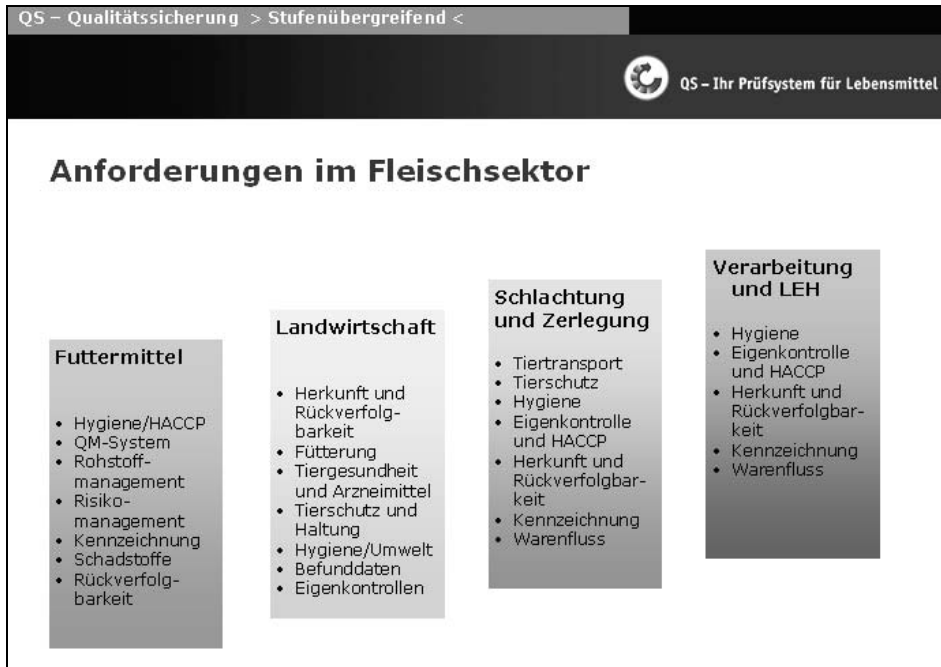 QS – Qualitätssicherung > Stufenübergreifend <
QS – Ihr Prüfsystem für Lebensmittel
Anforderungen im Fleischsektor
Futtermittel
• Hygiene/HACCP
• QM-System
• Rohstoff-
management
• Risiko-
management
• Kennzeichnung
• Schadstoffe
• Rückverfolg-
barkeit
Landwirtschaft
• Herkunft und
Rückverfolg-
barkeit
• Fütterung
• Tiergesundheit
und Arzneimittel
• Tierschutz und
Haltung
• Hygiene/Umwelt
• Befunddaten
• Eigenkontrollen
Schlachtung
und Zerlegung
• Tiertransport
• Tierschutz
• Hygiene
• Eigenkontrolle
und HACCP
• Herkunft und
Rückverfolgbar-
keit
• Kennzeichnung
• Warenfluss
Verarbeitung
und LEH
• Hygiene
• Eigenkontrolle
und HACCP
• Herkunft und
Rückverfolgbar-
keit
• Kennzeichnung
• Warenfluss